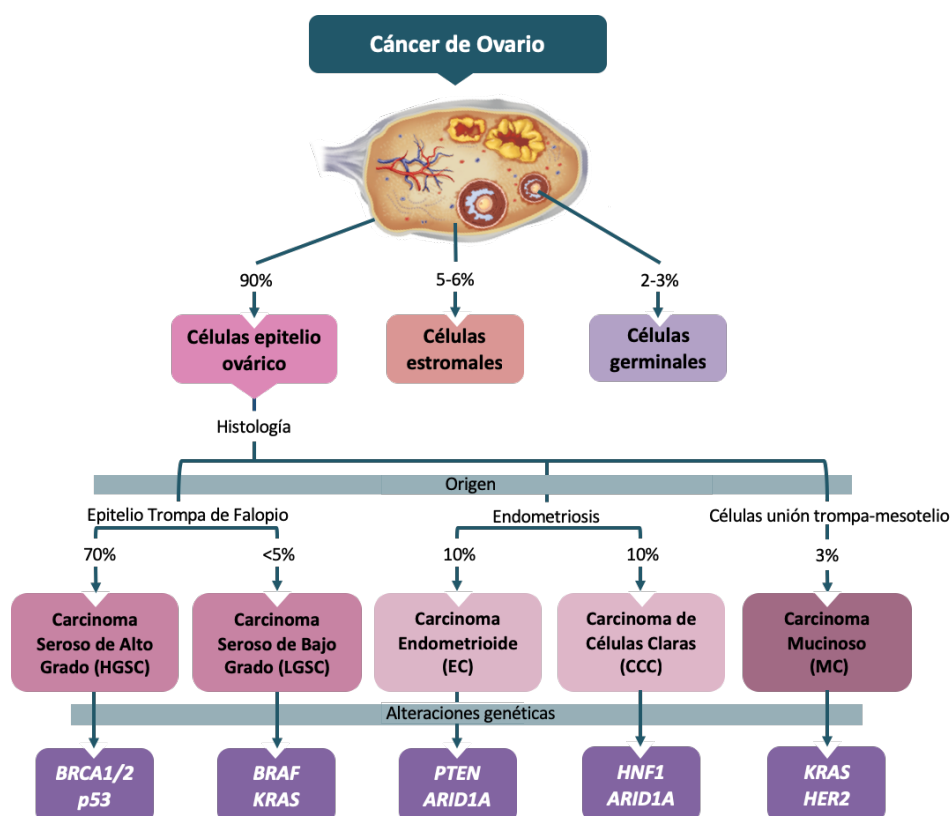 Cáncer de Ovario
90%
5-6%
2-3%
Células epitelio
ovárico
Células
estromales
Células
germinales
Histología
Origen
Epitelio Trompa de Falopio
Endometriosis
Células unión trompa-mesotelio
70%
<5%
10%
10%
3%
Carcinoma
Seroso de Alto
Grado (HGSC)
Carcinoma
Seroso de Bajo
Grado (LGSC)
Carcinoma
Endometrioide
(EC)
Carcinoma de
Células Claras
(CCC)
Carcinoma
Mucinoso
(MC)
Alteraciones genéticas
BRCA1/2
p53
BRAF
KRAS
PTEN
ARID1A
HNF1
ARID1A
KRAS
HER2